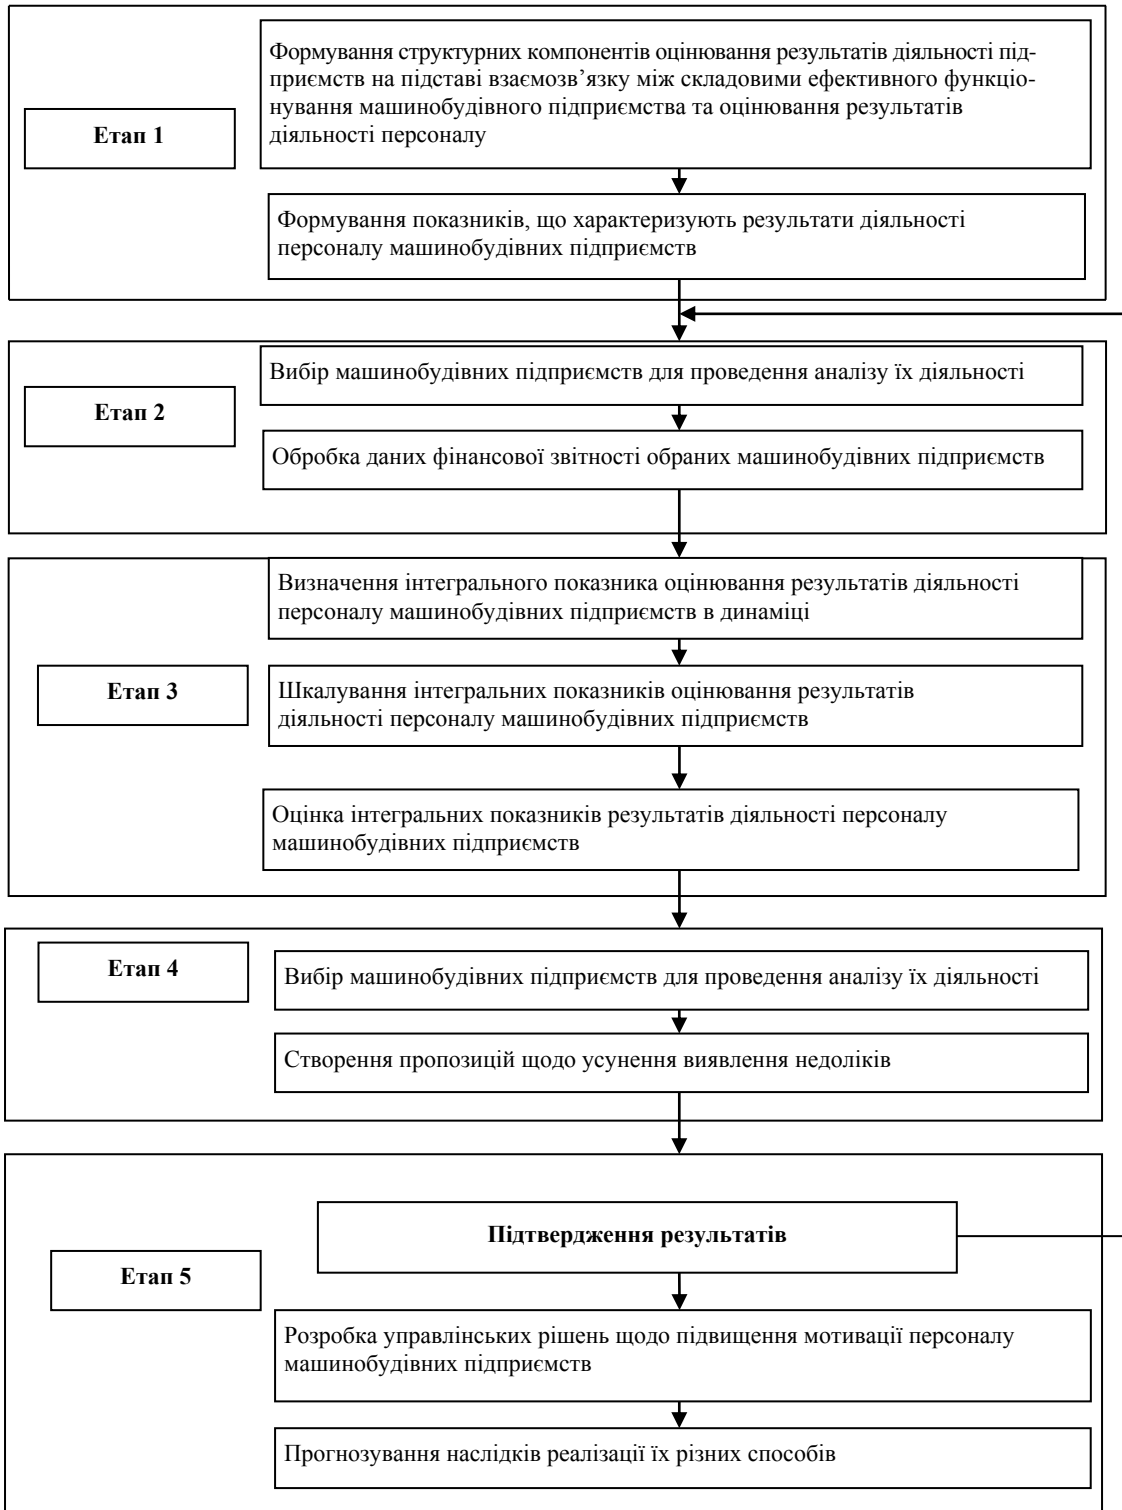 Етап 1
Формування структурних компонентів оцінювання результатів діяльності під-
приємств на підставі взаємозв’язку між складовими ефективного функціо-
нування машинобудівного підприємства та оцінювання результатів
діяльності персоналу
Формування показників, що характеризують результати діяльності
персоналу машинобудівних підприємств
Етап 2
Вибір машинобудівних підприємств для проведення аналізу їх діяльності
Обробка даних фінансової звітності обраних машинобудівних підприємств
Етап 3
Визначення інтегрального показника оцінювання результатів діяльності
персоналу машинобудівних підприємств в динаміці
Шкалування інтегральних показників оцінювання результатів
діяльності персоналу машинобудівних підприємств
Оцінка інтегральних показників результатів діяльності персоналу
машинобудівних підприємств
Етап 4
Вибір машинобудівних підприємств для проведення аналізу їх діяльності
Створення пропозицій щодо усунення виявлення недоліків
Етап 5
Підтвердження результатів
Розробка управлінських рішень щодо підвищення мотивації персоналу
машинобудівних підприємств
Прогнозування наслідків реалізації їх різних способів